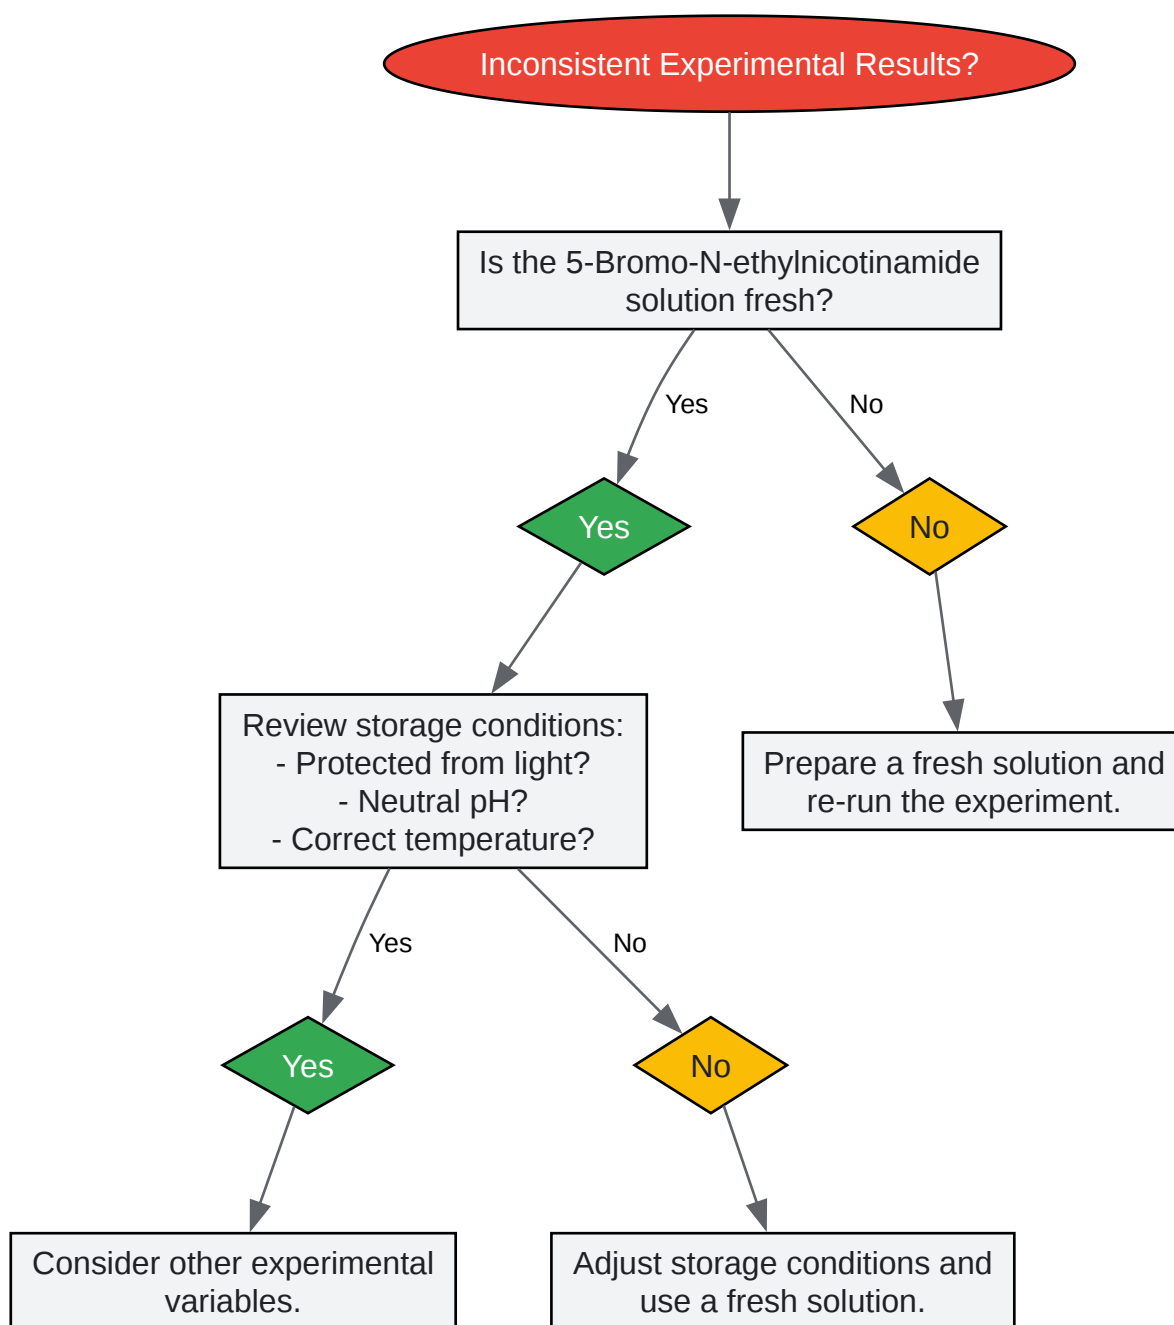 Inconsistent Experimental Results?
Is the 5-Bromo-N-ethylnicotinamide
solution fresh?
Yes
No
Yes
No
Review storage conditions:
- Protected from light?
- Neutral pH?
- Correct temperature?
Prepare a fresh solution and
re-run the experiment.
Yes
No
Yes
No
Consider other experimental
variables.
Adjust storage conditions and
use a fresh solution.